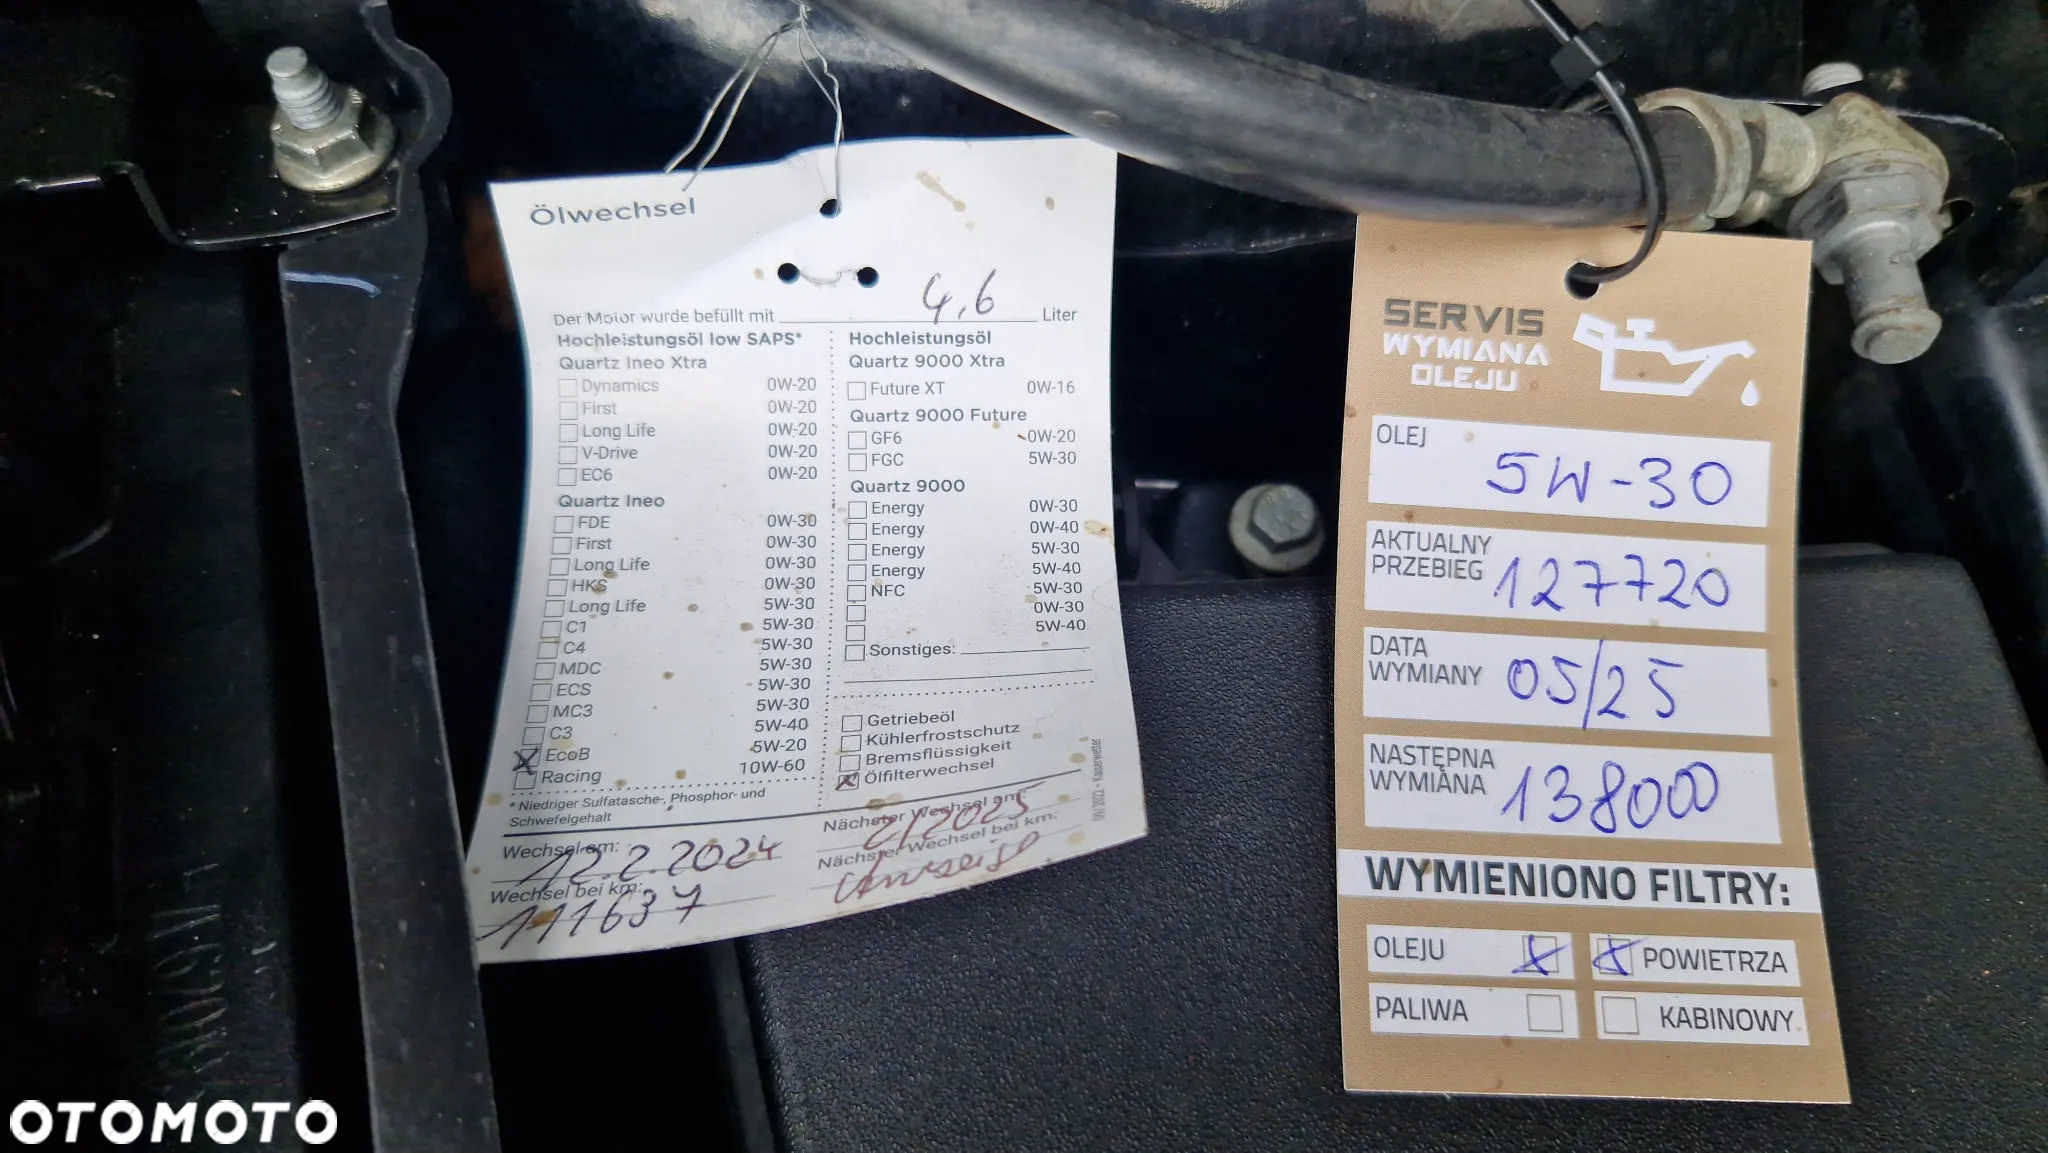 Ölwechsel
Der Motor wurde befüllt mit 4,6 Liter
Hochleistungsöl low SAPS*
Quartz Ineo Xtra
Dynamics 0W-20
First 0W-20
Long Life 0W-20
V-Drive 0W-20
EC6 0W-20
Quartz Ineo
FDE 0W-30
First 0W-30
Long Life 0W-30
HKS 0W-30
Long Life 5W-30
C1 5W-30
C4 5W-30
MDC 5W-30
ECS 5W-30
MC3 5W-30
C3 5W-40
EcoB 5W-20
Racing 10W-60
* Niedriger Sulfatasche-, Phosphor- und
Schwefelgehalt
Hochleistungsöl
Quartz 9000 Xtra
Future XT 0W-16
Quartz 9000 Future
GF6 0W-20
FGC 5W-30
Quartz 9000
Energy 0W-30
Energy 0W-40
Energy 5W-30
Energy 5W-40
NFC 5W-30
0W-30
5W-40
Sonstiges:
Getriebeöl
Kühlerfrostschutz
Bremsflüssigkeit
Ölfilterwechsel
Wechsel am:
12.2.2024
Wechsel bei km:
111637
Nächster Wechsel am:
2/2025
Nächster Wechsel bei km:
Anzeige
SERVIS
WYMIANA
OLEJU
OLEJ
5W-30
AKTUALNY
PRZEBIEG 127720
DATA
WYMIANY 05/25
NASTĘPNA
WYMIANA 138000
WYMIENIONO FILTRY:
OLEJU X X POWIETRZA
PALIWA KABINOWY
OTOMOTO